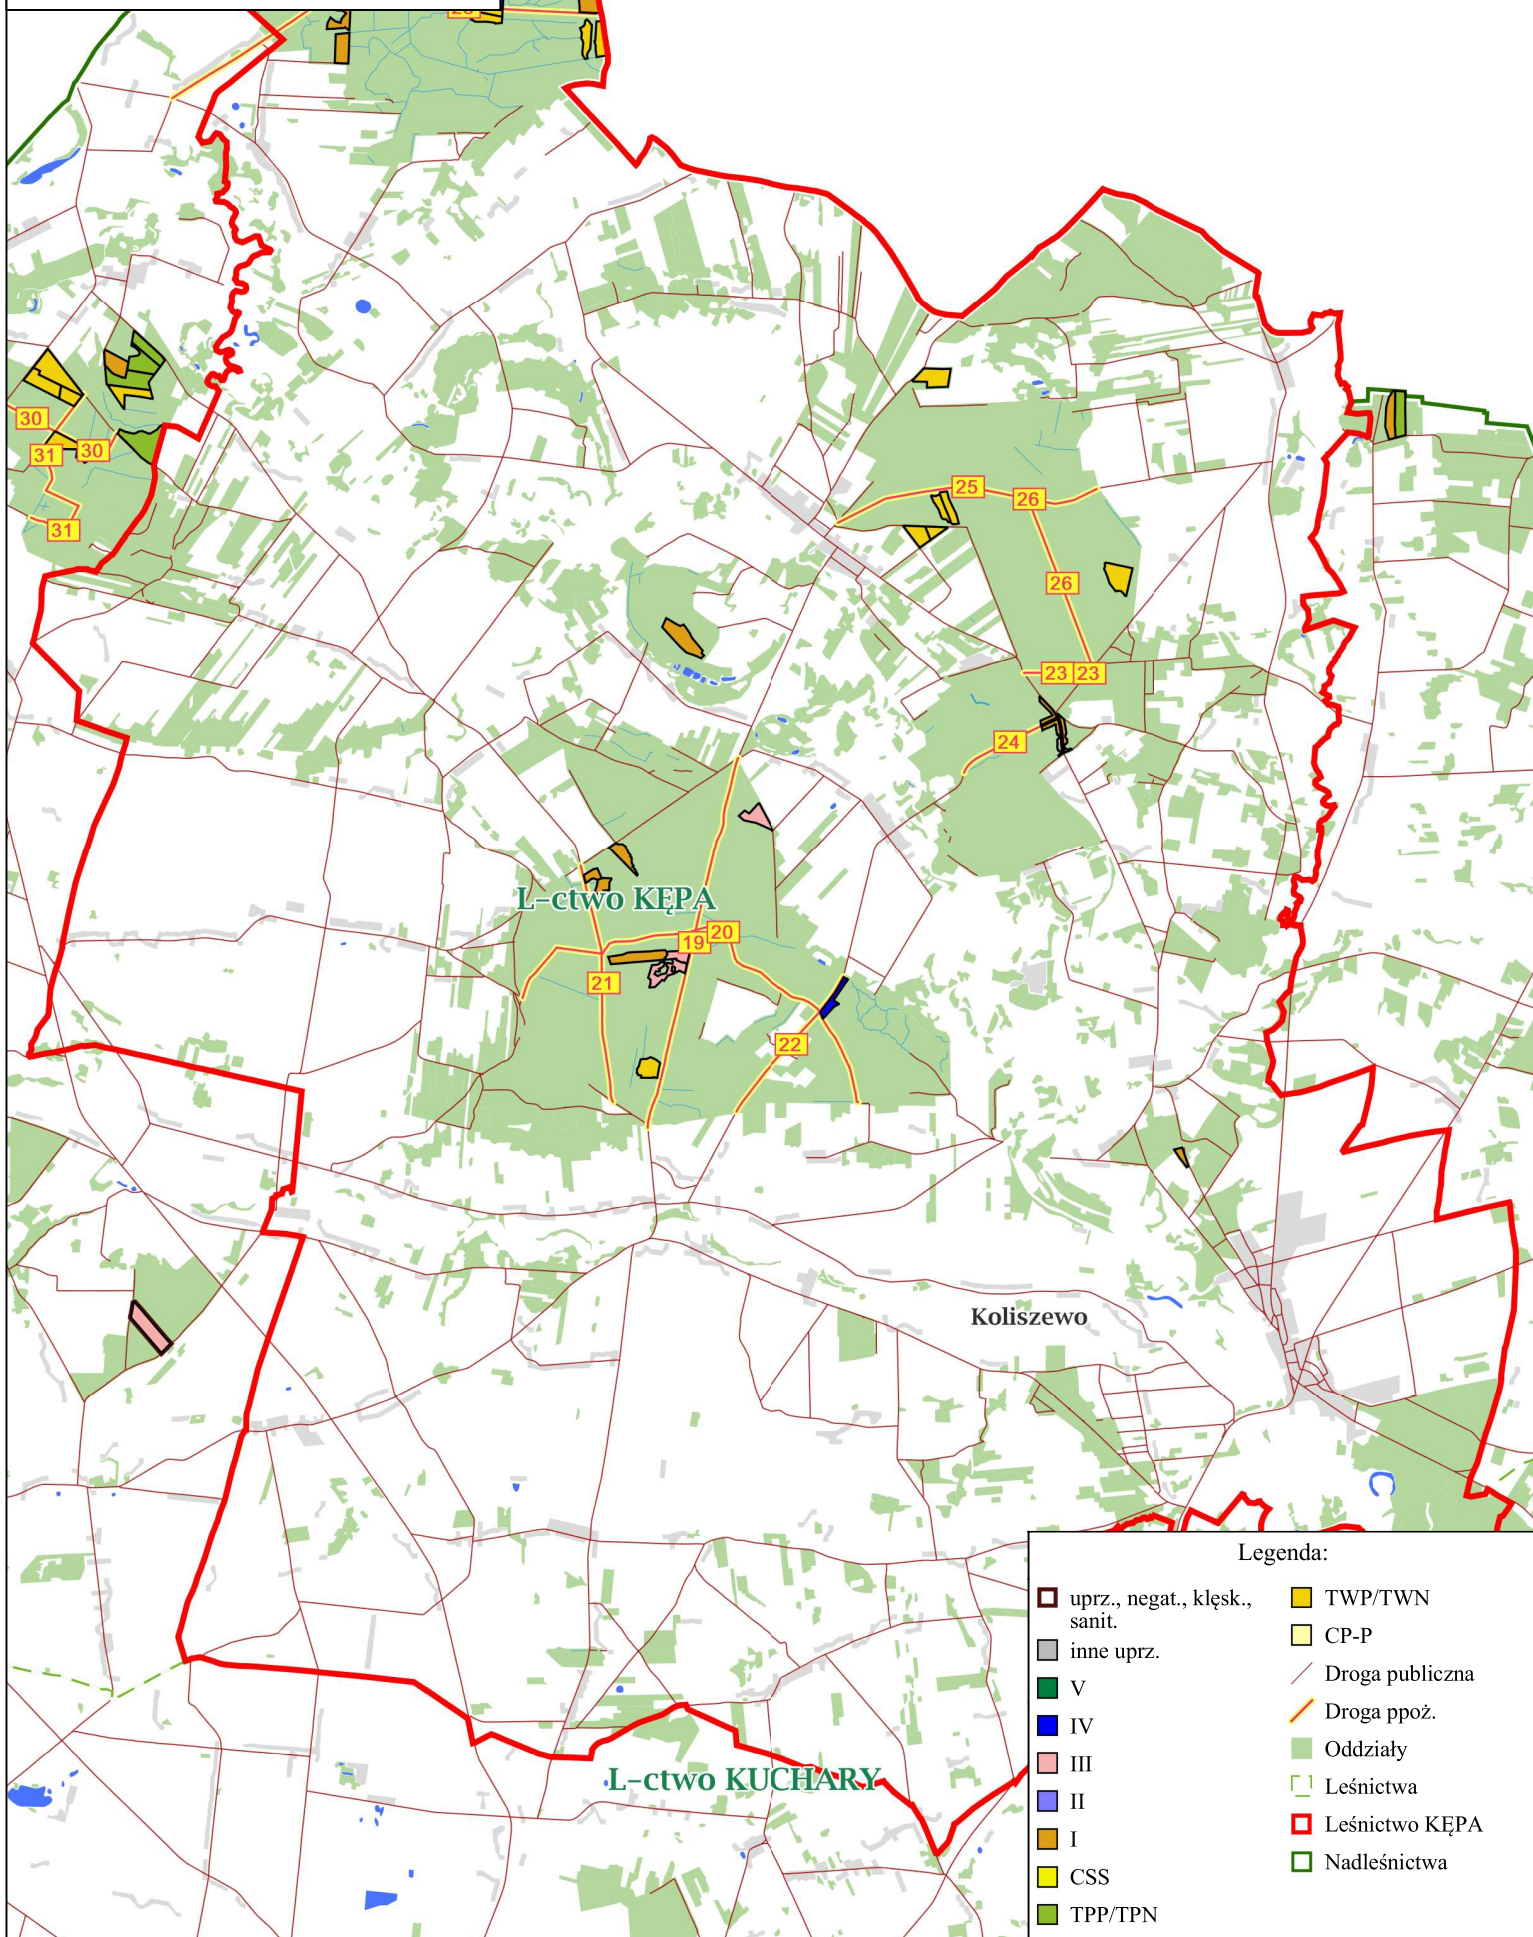 30
31
30
31
25
26
26
23
23
24
L-ctwo KĘPA
19
20
21
22
Koliszewo
L-ctwo KUCHARY
Legenda:
uprz., negat., klęsk.,
sanit.
inne uprz.
V
IV
III
II
I
CSS
TPP/TPN
TWP/TWN
CP-P
Droga publiczna
Droga ppoż.
Oddziały
Leśnictwa
Leśnictwo KĘPA
Nadleśnictwa